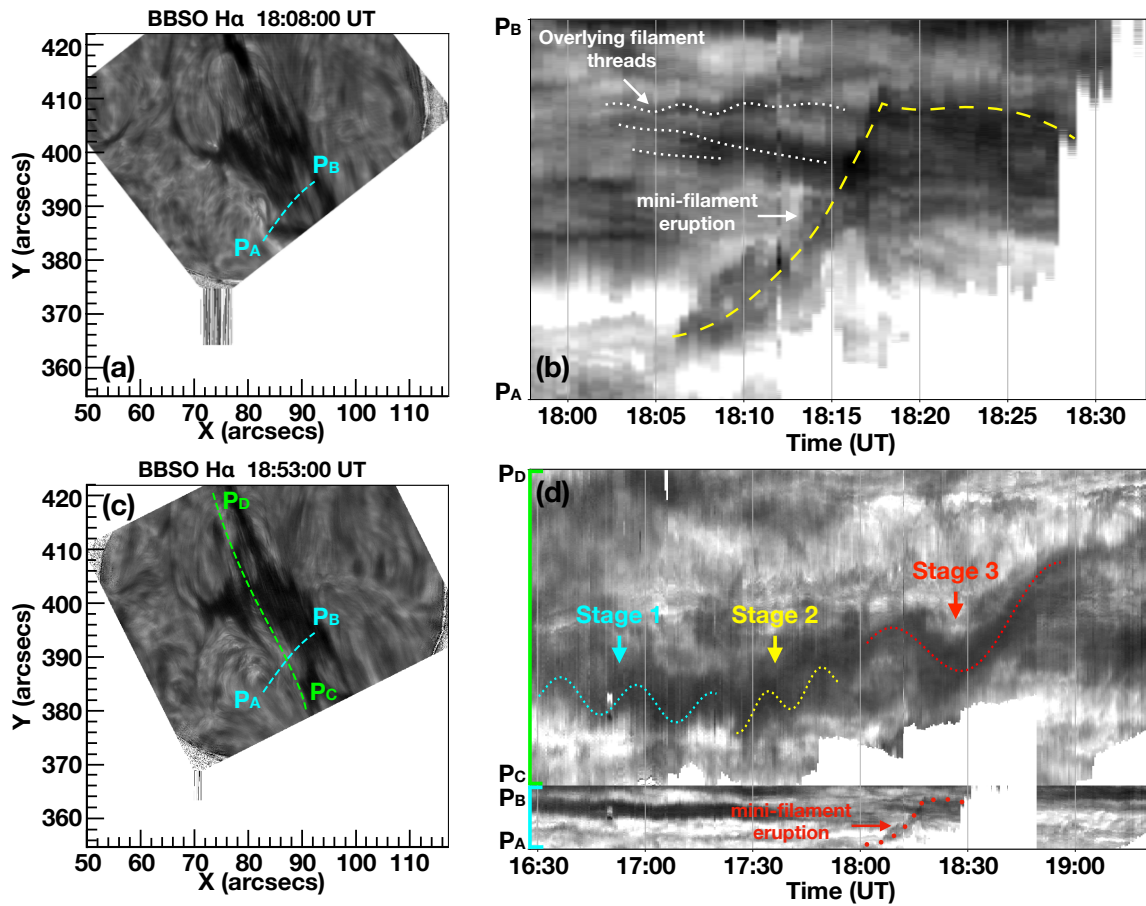 BBSO Hα 18:08:00 UT
420
410
400
390
380
370
360
Y (arcsecs)
PB
PA
(a)
50 60 70 80 90 100 110
X (arcsecs)
PB
Overlying filament
threads
mini-filament
eruption
(b)
PA
18:00 18:05 18:10 18:15 18:20 18:25 18:30
Time (UT)
BBSO Hα 18:53:00 UT
420
410
400
390
380
370
360
Y (arcsecs)
(c)
PD
PB
PA
PC
50 60 70 80 90 100 110
X (arcsecs)
PD
(d)
Stage 1
Stage 2
Stage 3
PC
PB
mini-filament
eruption
PA
16:30 17:00 17:30 18:00 18:30 19:00
Time (UT)